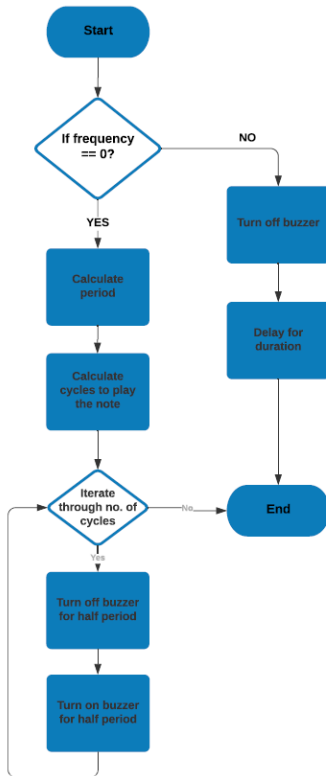 Start
If frequency
== 0?
NO
YES
Turn off buzzer
Calculate
period
Delay for
duration
Calculate
cycles to play
the note
Iterate
through no. of
cycles
No
End
Yes
Turn off buzzer
for half period
Turn on buzzer
for half period